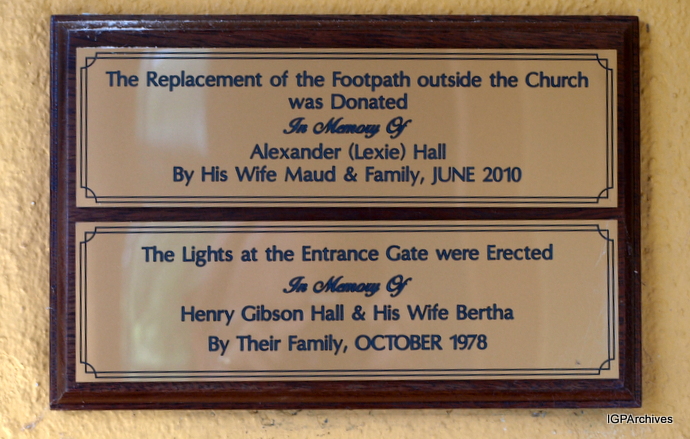 The Replacement of the Footpath outside the Church
was Donated
In Memory Of
Alexander (Lexie) Hall
By His Wife Maud & Family, JUNE 2010
The Lights at the Entrance Gate were Erected
In Memory Of
Henry Gibson Hall & His Wife Bertha
By Their Family, OCTOBER 1978
IGPArchives